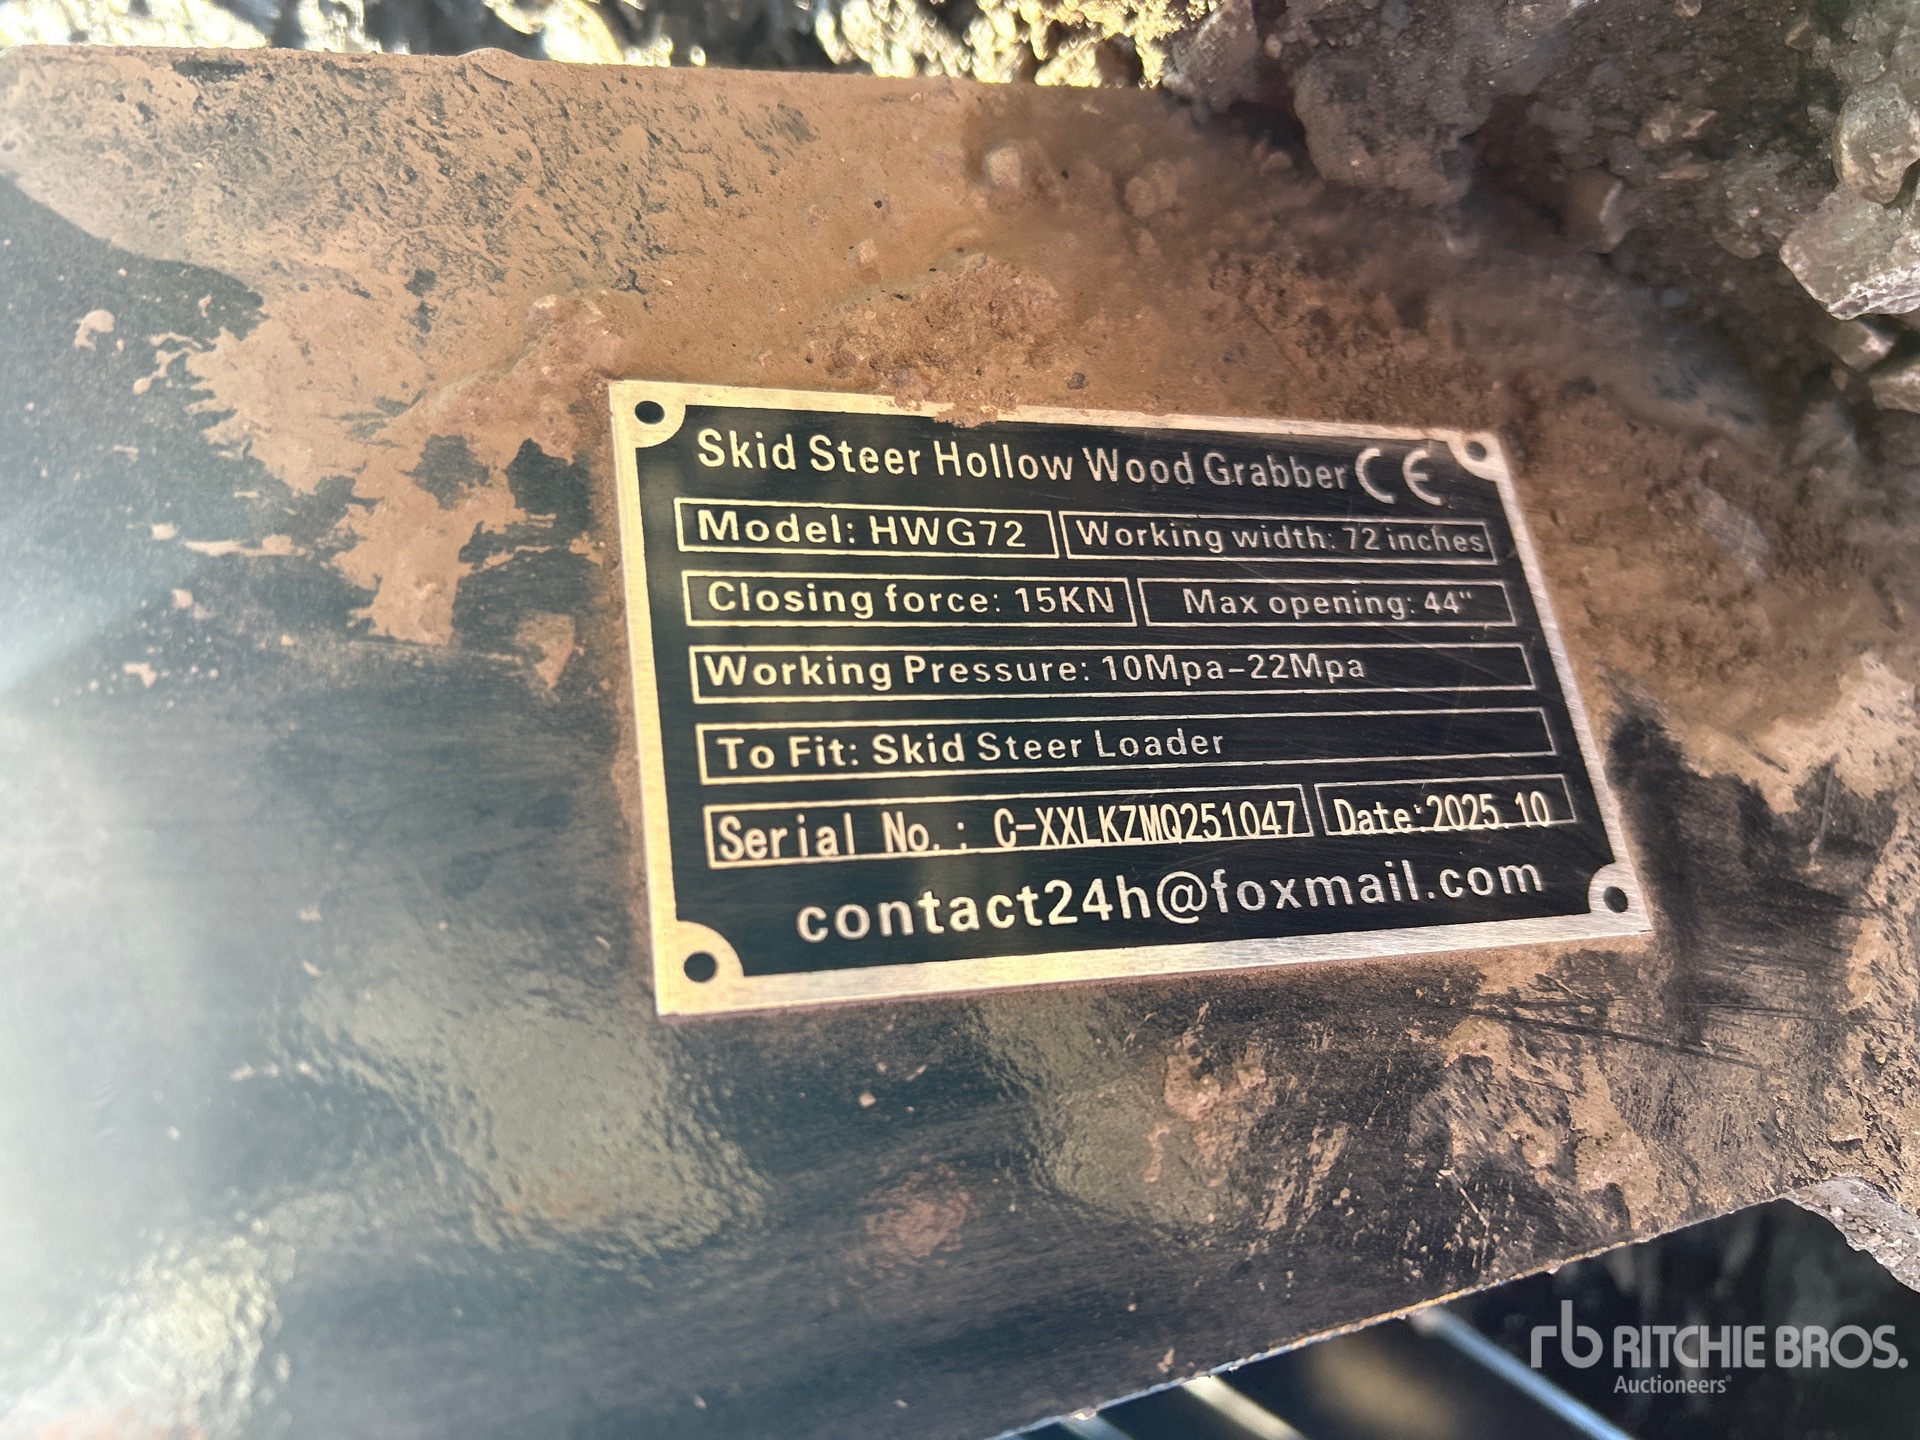 Skid Steer Hollow Wood Grabber CE
Model: HWG72 Working width: 72 inches
Closing force: 15KN Max opening: 44"
Working Pressure: 10Mpa-22Mpa
To Fit: Skid Steer Loader
Serial No.: C-XXLKZMQ251047 Date:2025.10
contact24h@foxmail.com
rb RITCHIE BROS.
Auctioneers®